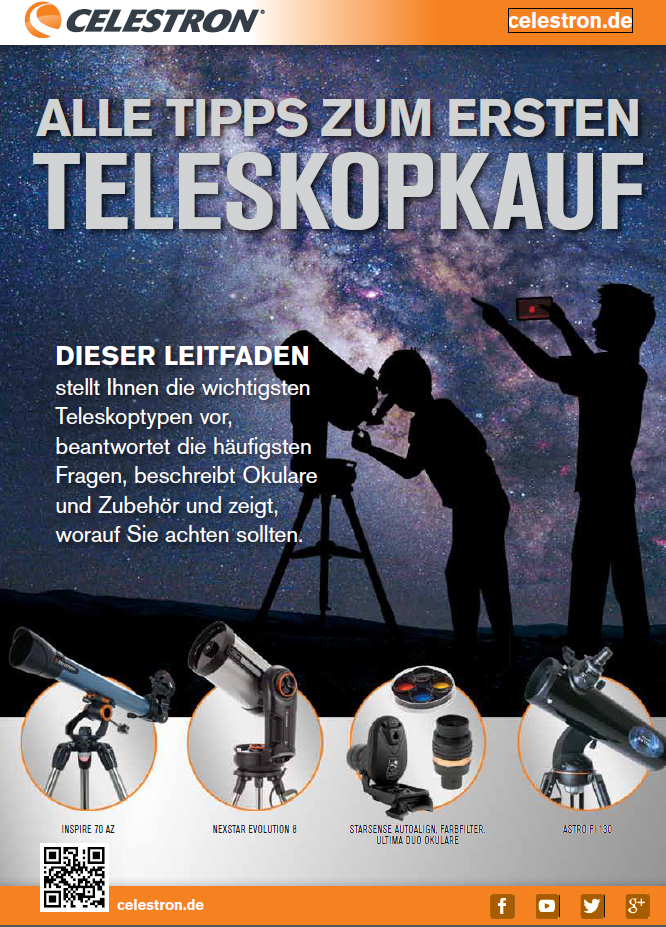 CELESTRON®
celestron.de
ALLE TIPPS ZUM ERSTEN
TELESKOPKAUF
DIESER LEITFADEN
stellt Ihnen die wichtigsten
Teleskoptypen vor,
beantwortet die häufigsten
Fragen, beschreibt Okulare
und Zubehör und zeigt,
worauf Sie achten sollten.
INSPIRE 70 AZ
NEXSTAR EVOLUTION 8
STARSENSE AUTOALIGN, FARBFILTER,
ULTIMA DUO OKULARE
ASTRO FI 130
celestron.de